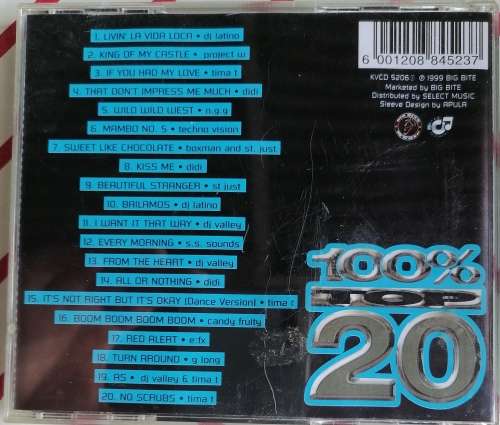 1. LIVIN' LA VIDA LOCA • dj latino
2. KING OF MY CASTLE • project w
3. IF YOU HAD MY LOVE • tima t
4. THAT DON'T IMPRESS ME MUCH • didi
5. WILD WILD WEST • n.g.g
6. MAMBO NO. 5 • techno vision
7. SWEET LIKE CHOCOLATE • boxman and st. just
8. KISS ME • didi
9. BEAUTIFUL STRANGER • st just
10. BAILAMOS • dj latino
11. I WANT IT THAT WAY • dj valley
12. EVERY MORNING • s.s. sounds
13. FROM THE HEART • dj valley
14. ALL OR NOTHING • didi
15. IT'S NOT RIGHT BUT IT'S OKAY (Dance Version) • tima t
16. BOOM BOOM BOOM BOOM • candy fruity
17. RED ALERT • e:fx
18. TURN AROUND • g long
19. AS • dj valley & tima t
20. NO SCRUBS • tima t
6 001208 845237
KVCD 5206 ℗ 1999 BIG BITE
Marketed by BIG BITE
Distributed by SELECT MUSIC
Sleeve Design by APULA
100%
TOP
20